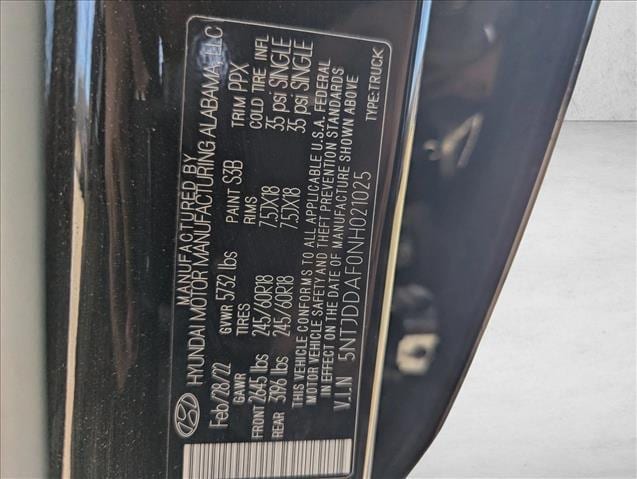 MANUFACTURED BY
HYUNDAI MOTOR MANUFACTURING ALABAMA, LLC
Feb/28/22 GVWR 5732 lbs PAINT S3B TRIM PPX
GAWR TIRES RIMS COLD TIRE INFL
FRONT 2645 lbs 245/60R18 7.5JX18 35 psi SINGLE
REAR 3196 lbs 245/60R18 7.5JX18 35 psi SINGLE
THIS VEHICLE CONFORMS TO ALL APPLICABLE U.S.A. FEDERAL
MOTOR VEHICLE SAFETY AND THEFT PREVENTION STANDARDS
IN EFFECT ON THE DATE OF MANUFACTURE SHOWN ABOVE
V.I.N 5NTJDDAF0NH021025 TYPE:TRUCK